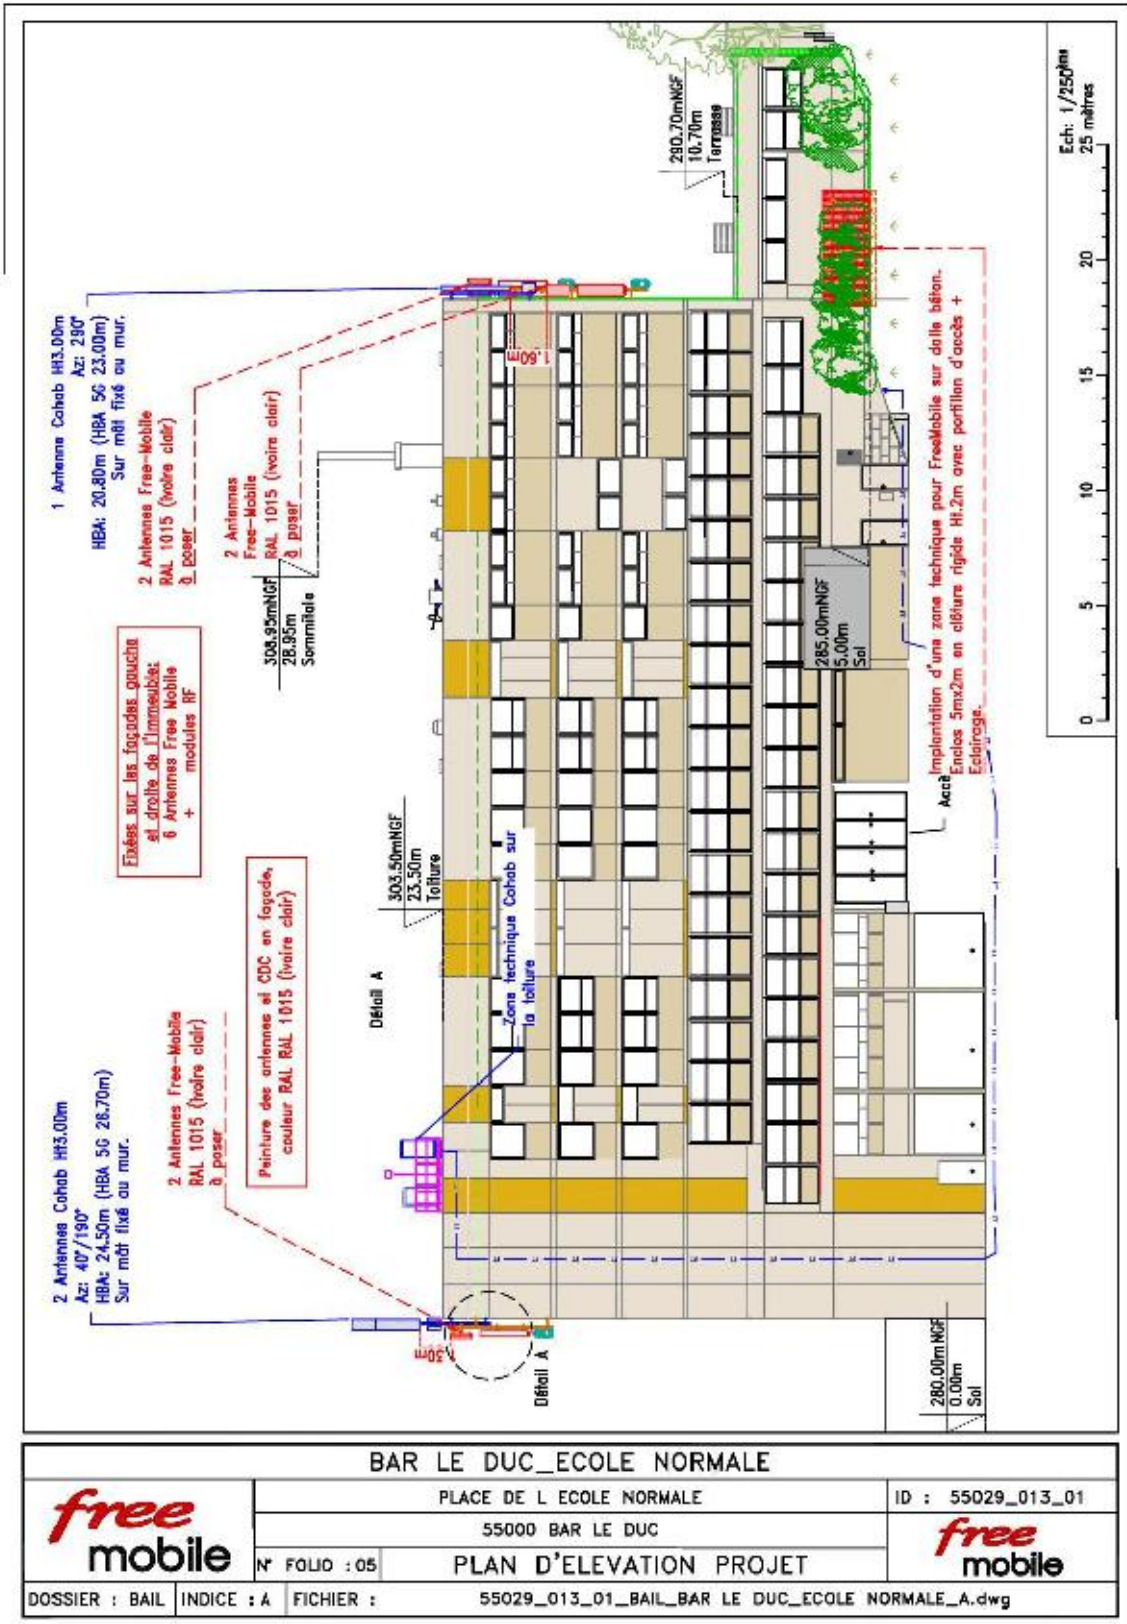 2 Antennes Cohab Ht3.00m
Az: 40°/190°
HBA: 24.50m (HBA 5G 26.70m)
Sur mât fixé au mur.
2 Antennes Free-Mobile
RAL 1015 (ivoire clair)
à poser
Peinture des antennes et CDC en façade,
couleur RAL RAL 1015 (ivoire clair)
Fixées sur les façades gauche
et droite de l'immeuble:
6 Antennes Free Mobile
+ modules RF
1 Antenne Cohab Ht3.00m
Az: 290°
HBA: 20.80m (HBA 5G 23.00m)
Sur mât fixé au mur.
2 Antennes Free-Mobile
RAL 1015 (ivoire clair)
à poser
2 Antennes
Free-Mobile
RAL 1015 (ivoire clair)
à poser
308.95mNGF
28.95m
Sommitale
Détail A
303.50mNGF
23.50m
Toiture
Zone technique Cohab sur
la toiture
1.60m
30m
Détail A
290.70mNGF
10.70m
Terrasse
285.00mNGF
5.00m
Sol
280.00mNGF
0.00m
Sol
Accè
Implantation d'une zone technique pour FreeMobile sur dalle béton.
Enclos 5mx2m en clôture rigide Ht.2m avec portillon d'accès +
Eclairage.
Ech: 1/250ème
0 5 10 15 20 25 mètres
BAR LE DUC_ECOLE NORMALE
free
mobile
PLACE DE L ECOLE NORMALE
ID : 55029_013_01
55000 BAR LE DUC
free
mobile
N° FOLIO : 05
PLAN D'ELEVATION PROJET
DOSSIER : BAIL
INDICE : A
FICHIER :
55029_013_01_BAIL_BAR LE DUC_ECOLE NORMALE_A.dwg